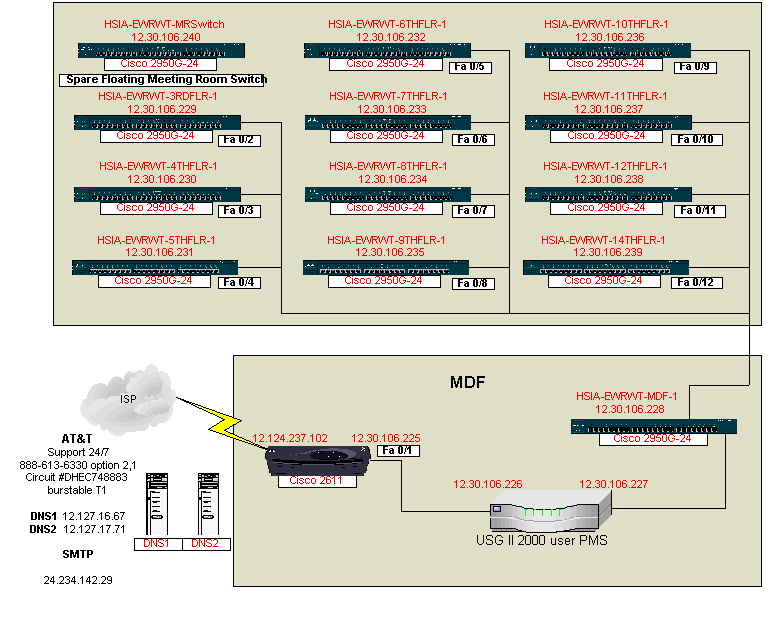 HSIA-EWRWT-MRSwitch
12.30.106.240
Cisco 2950G-24
Spare Floating Meeting Room Switch
HSIA-EWRWT-3RDFLR-1
12.30.106.229
Cisco 2950G-24
Fa 0/2
HSIA-EWRWT-4THFLR-1
12.30.106.230
Cisco 2950G-24
Fa 0/3
HSIA-EWRWT-5THFLR-1
12.30.106.231
Cisco 2950G-24
Fa 0/4
HSIA-EWRWT-6THFLR-1
12.30.106.232
Cisco 2950G-24
Fa 0/5
HSIA-EWRWT-7THFLR-1
12.30.106.233
Cisco 2950G-24
Fa 0/6
HSIA-EWRWT-8THFLR-1
12.30.106.234
Cisco 2950G-24
Fa 0/7
HSIA-EWRWT-9THFLR-1
12.30.106.235
Cisco 2950G-24
Fa 0/8
HSIA-EWRWT-10THFLR-1
12.30.106.236
Cisco 2950G-24
Fa 0/9
HSIA-EWRWT-11THFLR-1
12.30.106.237
Cisco 2950G-24
Fa 0/10
HSIA-EWRWT-12THFLR-1
12.30.106.238
Cisco 2950G-24
Fa 0/11
HSIA-EWRWT-14THFLR-1
12.30.106.239
Cisco 2950G-24
Fa 0/12
MDF
HSIA-EWRWT-MDF-1
12.30.106.228
Cisco 2950G-24
ISP
12.124.237.102
12.30.106.225
Fa 0/1
Cisco 2611
12.30.106.226
12.30.106.227
USG II 2000 user PMS
AT&T
Support 24/7
888-613-6330 option 2,1
Circuit #DHEC748883
burstable T1
DNS1 12.127.16.67
DNS2 12.127.17.71
SMTP
24.234.142.29
DNS1
DNS2